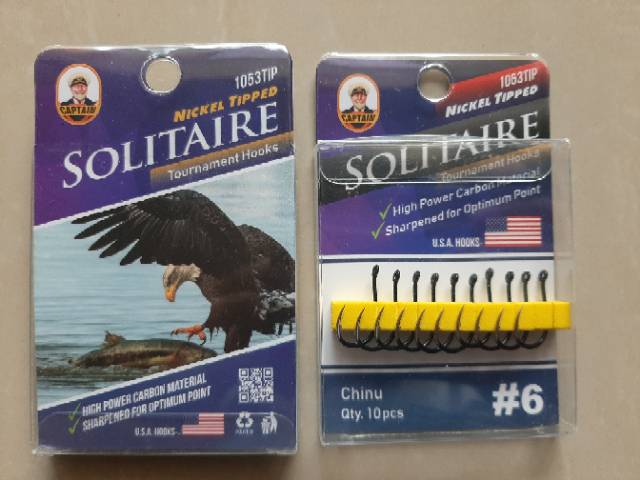 CAPTAIN
1053TIP
NICKEL TIPPED
SOLITAIRE
Tournament Hooks
HIGH POWER CARBON MATERIAL
SHARPENED FOR OPTIMUM POINT
U.S.A. HOOKS
CAPTAIN
1053TIP
NICKEL TIPPED
SOLITAIRE
Tournament Hooks
High Power Carbon Material
Sharpened for Optimum Point
U.S.A. HOOKS
Chinu
Qty. 10pcs
#6